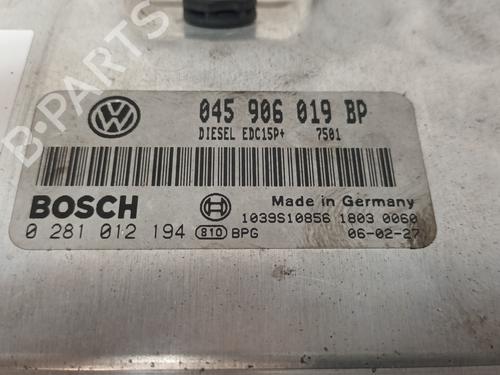 045 906 019 BP
DIESEL EDC15P+ 7501
BOSCH
Made in Germany
1039S10856 1803 0060
0 281 012 194 810 BPG 06-02-27
B-PARTS